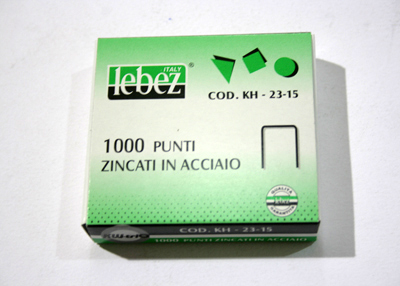 ITALY
lebez®
COD. KH - 23-15
1000 PUNTI
ZINCATI IN ACCIAIO
QUALITÀ
COD. KH - 23-15
1000 PUNTI ZINCATI IN ACCIAIO